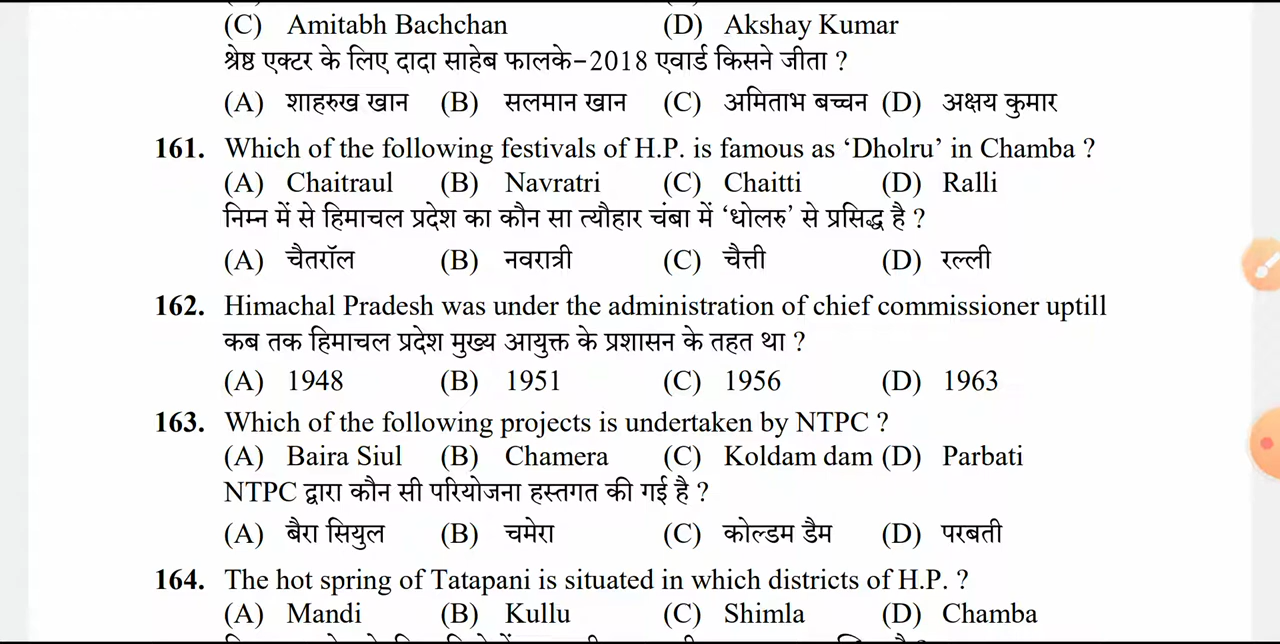 (C) Amitabh Bachchan (D) Akshay Kumar
श्रेष्ठ एक्टर के लिए दादा साहेब फालके-2018 एवार्ड किसने जीता ?
(A) शाहरुख खान (B) सलमान खान (C) अमिताभ बच्चन (D) अक्षय कुमार
161. Which of the following festivals of H.P. is famous as ‘Dholru’ in Chamba ?
(A) Chaitraul (B) Navratri (C) Chaitti (D) Ralli
निम्न में से हिमाचल प्रदेश का कौन सा त्यौहार चंबा में ‘धोलरु’ से प्रसिद्ध है ?
(A) चैतरॉल (B) नवरात्री (C) चैत्ती (D) रल्ली
162. Himachal Pradesh was under the administration of chief commissioner uptill
कब तक हिमाचल प्रदेश मुख्य आयुक्त के प्रशासन के तहत था ?
(A) 1948 (B) 1951 (C) 1956 (D) 1963
163. Which of the following projects is undertaken by NTPC ?
(A) Baira Siul (B) Chamera (C) Koldam dam (D) Parbati
NTPC द्वारा कौन सी परियोजना हस्तगत की गई है ?
(A) बैरा सियुल (B) चमेरा (C) कोल्डम डैम (D) परबती
164. The hot spring of Tatapani is situated in which districts of H.P. ?
(A) Mandi (B) Kullu (C) Shimla (D) Chamba